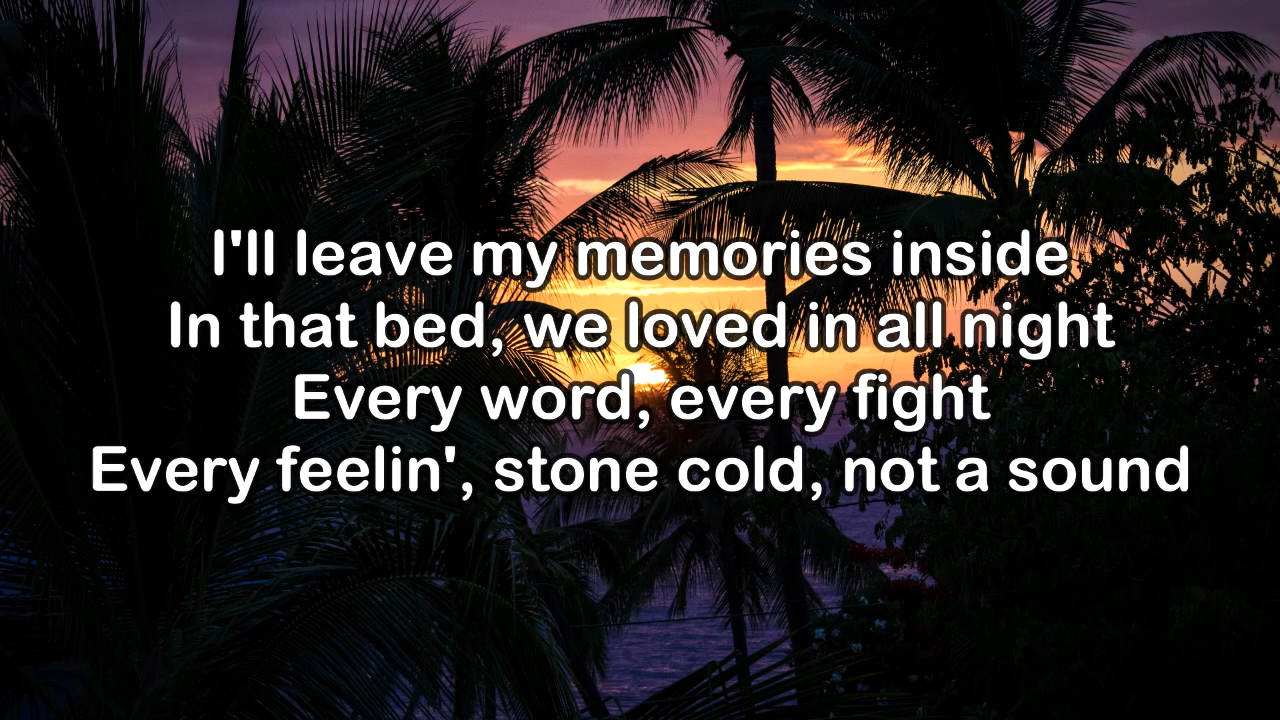 I'll leave my memories inside
In that bed, we loved in all night
Every word, every fight
Every feelin', stone cold, not a sound